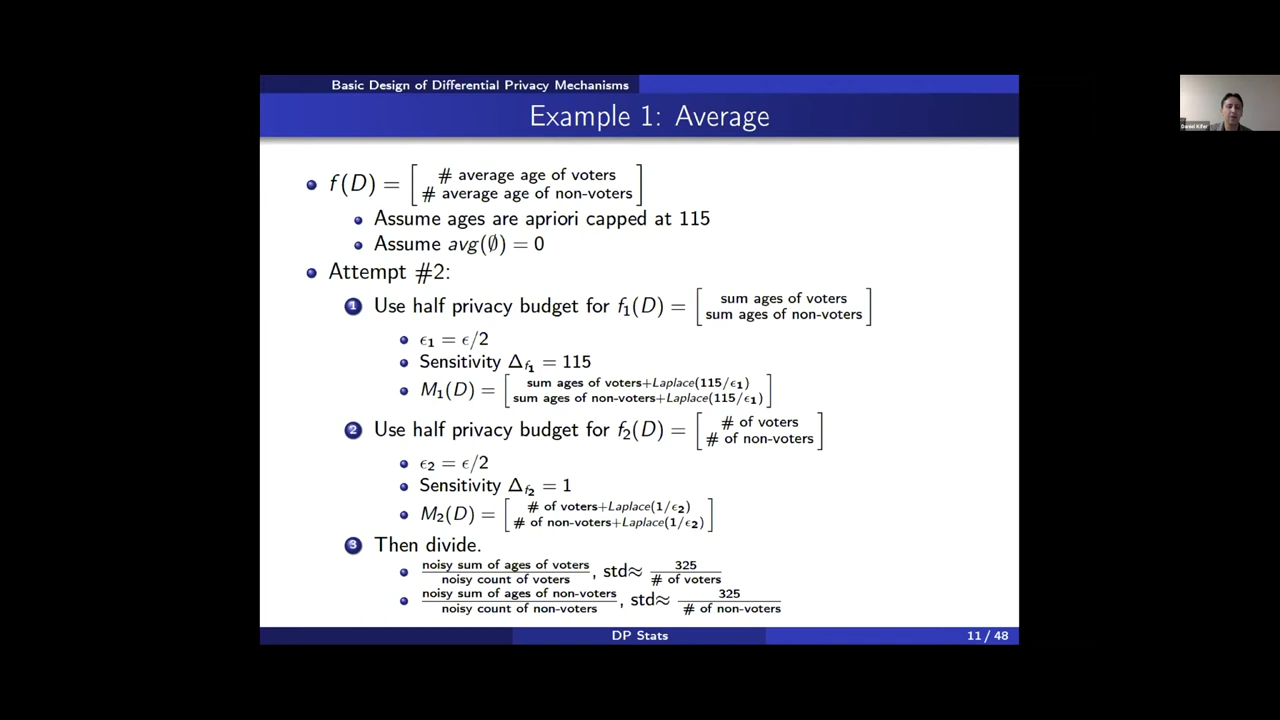 Basic Design of Differential Privacy Mechanisms
Example 1: Average
f(D) = [ # average age of voters
# average age of non-voters ]
Assume ages are apriori capped at 115
Assume avg(∅) = 0
Attempt #2:
1 Use half privacy budget for f₁(D) = [ sum ages of voters
sum ages of non-voters ]
ϵ₁ = ϵ/2
Sensitivity Δ_f₁ = 115
M₁(D) = [ sum ages of voters+Laplace(115/ϵ₁)
sum ages of non-voters+Laplace(115/ϵ₁) ]
2 Use half privacy budget for f₂(D) = [ # of voters
# of non-voters ]
ϵ₂ = ϵ/2
Sensitivity Δ_f₂ = 1
M₂(D) = [ # of voters+Laplace(1/ϵ₂)
# of non-voters+Laplace(1/ϵ₂) ]
3 Then divide.
noisy sum of ages of voters / noisy count of voters, std≈ 325 / # of voters
noisy sum of ages of non-voters / noisy count of non-voters, std≈ 325 / # of non-voters
DP Stats
11 / 48
Daniel Kifer